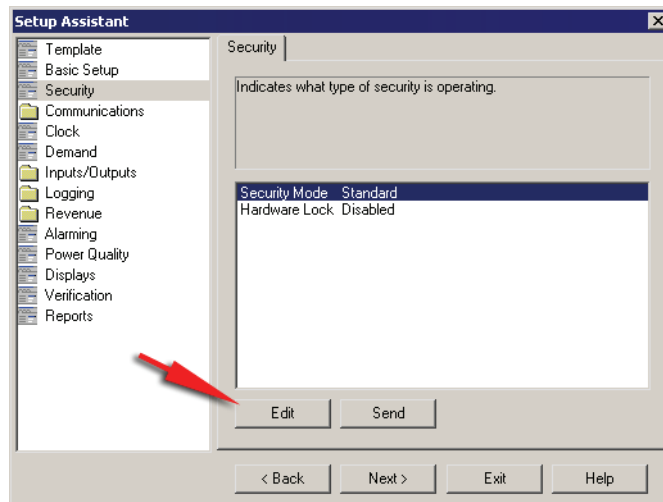 Setup Assistant
Template
Basic Setup
Security
Communications
Clock
Demand
Inputs/Outputs
Logging
Revenue
Alarming
Power Quality
Displays
Verification
Reports
Security
Indicates what type of security is operating.
Security Mode Standard
Hardware Lock Disabled
Edit Send
< Back Next > Exit Help